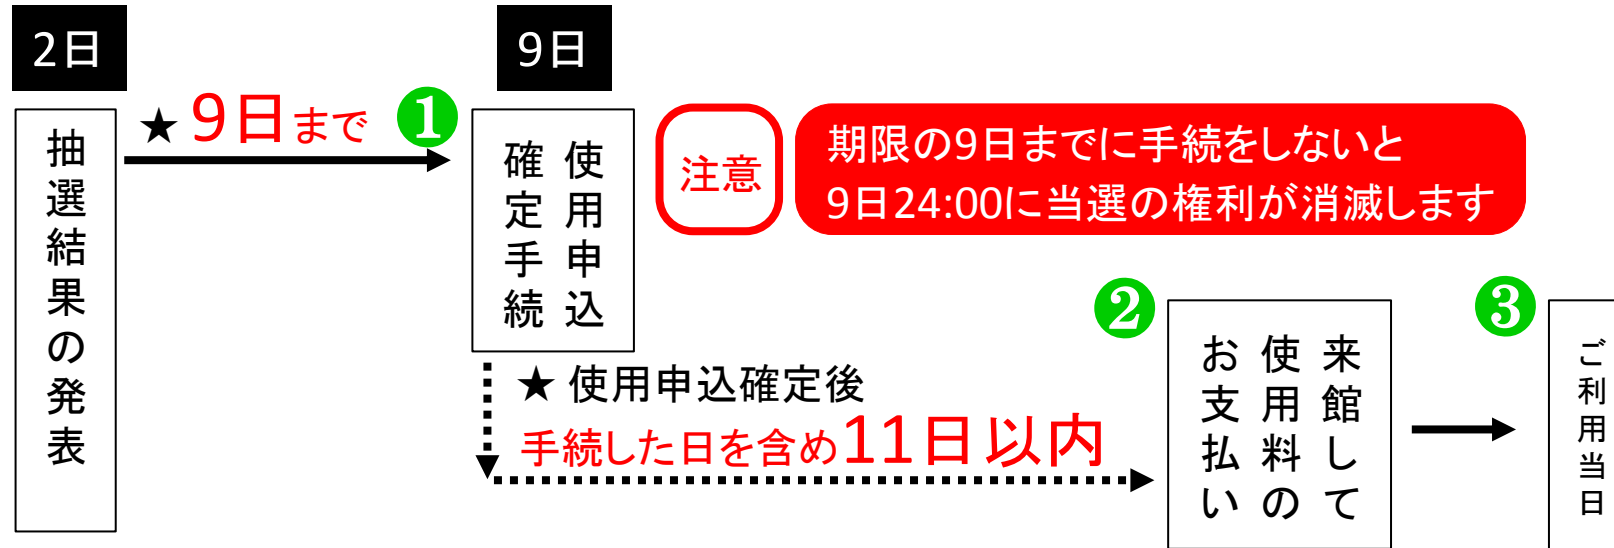 2日
抽選結果の発表
★ 9日まで
❶
9日
使用申込
確定手続
注意
期限の9日までに手続をしないと
9日24:00に当選の権利が消滅します
★ 使用申込確定後
手続した日を含め11日以内
❷
来館して
使用料の
お支払い
❸
ご利用当日